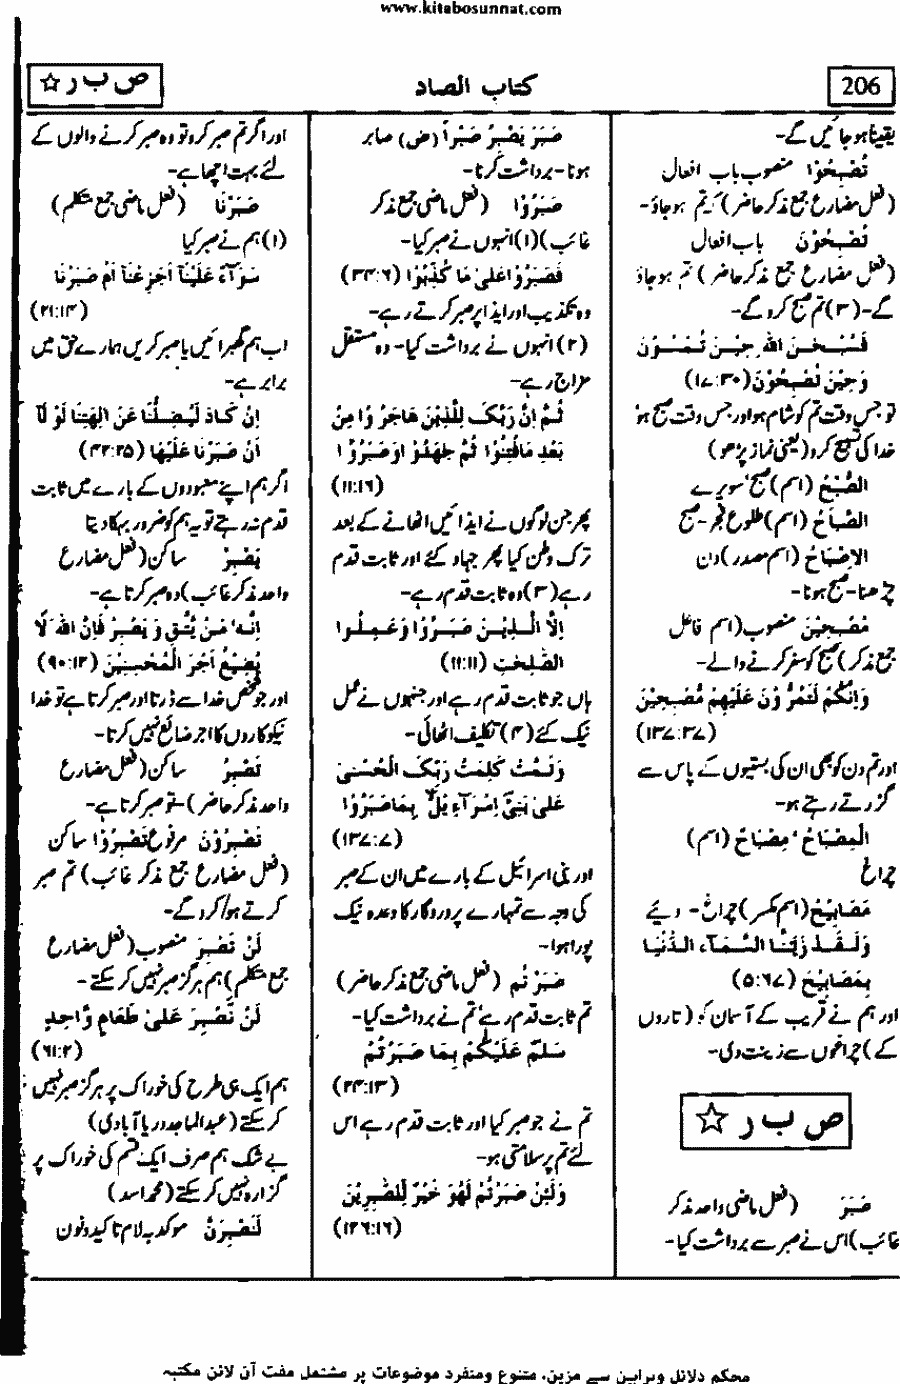 www.kitabosunnat.com
206
کتاب الصاد
ص ب ر ☆
یقیناً ہو جائیں گے۔
تُصْبِحُوْا منصوب باب افعال
(فعل مضارع جمع مذکر حاضر) کہ تم ہو جاؤ۔
تُصْبِحُوْنَ باب افعال
(فعل مضارع جمع مذکر حاضر) تم ہو جاؤ
گے۔(۳) تم صبح کرو گے۔
فَسُبْحٰنَ اللهِ حِیْنَ تُمْسُوْنَ
وَحِیْنَ تُصْبِحُوْنَ (۱۷:۳۰)
تو جس وقت تم کو شام ہو اور جس وقت صبح ہو
خدا کی تسبیح کرو (یعنی نماز پڑھو)
الصُّبْحُ (اسم) صبح' سویرے
الصَّبَاحُ (اسم) طلوع فجر۔ صبح
الاِصْبَاحُ (اسم مصدر) دن
چڑھنا۔ صبح ہونا۔
مُصْبِحِیْنَ منصوب (اسم فاعل
جمع مذکر) صبح کو سفر کرنے والے۔
وَاِنَّکُمْ لَتَمُرُّوْنَ عَلَیْهِمْ مُصْبِحِیْنَ
(۱۳۷:۳۷)
اور تم دن کو بھی ان کی بستیوں کے پاس سے
گزرتے رہتے ہو۔
الْمِصْبَاحُ ' مِصْبَاحٌ (اسم)
چراغ
مَصَابِیْحَ (اسم مکسر) چراغ۔ دیئے
وَلَقَدْ زَیَّنَّا السَّمَآءَ الدُّنْیَا
بِمَصَابِیْحَ (۵:۶۷)
اور ہم نے قریب کے آسمان کو (تاروں
کے) چراغوں سے زینت دی۔
ص ب ر ☆
صَبَرَ (فعل ماضی واحد مذکر
غائب) اس نے صبر سے برداشت کیا۔
صَبَرَ یَصْبِرُ صَبْراً (ض) صابر
ہونا۔ برداشت کرنا۔
صَبَرُوْا (فعل ماضی جمع مذکر
غائب) (۱) انہوں نے صبر کیا۔
فَصَبَرُوْا عَلٰی مَا کُذِّبُوْا (۳۴:۶)
وہ تکذیب اور ایذا پر صبر کرتے رہے۔
(۲) انہوں نے برداشت کیا۔ وہ مستقل
مزاج رہے۔
ثُمَّ اِنَّ رَبَّکَ لِلَّذِیْنَ هَاجَرُوْا مِنْ
بَعْدِ مَا فُتِنُوْا ثُمَّ جٰهَدُوْا وَصَبَرُوْا
(۱۱:۱۶)
پھر جن لوگوں نے ایذائیں اٹھانے کے بعد
ترک وطن کیا پھر جہاد کئے اور ثابت قدم
رہے (۳) وہ ثابت قدم رہے۔
اِلَّا الَّذِیْنَ صَبَرُوْا وَعَمِلُوا
الصّٰلِحٰتِ (۱۱:۱۱)
ہاں جو ثابت قدم رہے اور جنہوں نے عمل
نیک کئے (۴) تکلیف اٹھائی۔
وَتَمَّتْ کَلِمَتُ رَبِّکَ الْحُسْنٰی
عَلٰی بَنِیْٓ اِسْرَآءِیْلَ بِمَا صَبَرُوْا
(۱۳۷:۷)
اور بنی اسرائیل کے بارے میں ان کے صبر
کی وجہ سے تمہارے پروردگار کا وعدہ نیک
پورا ہوا۔
صَبَرْتُم (فعل ماضی جمع مذکر حاضر)
تم ثابت قدم رہے' تم نے برداشت کیا۔
سَلٰمٌ عَلَیْکُمْ بِمَا صَبَرْتُمْ
(۲۴:۱۳)
تم نے جو صبر کیا اور ثابت قدم رہے اس
لئے تم پر سلامتی ہو۔
وَلَئِنْ صَبَرْتُمْ لَهُوَ خَیْرٌ لِّلصّٰبِرِیْنَ
(۱۲۶:۱۶)
اور اگر تم صبر کرو تو وہ صبر کرنے والوں کے
لئے بہت اچھا ہے۔
صَبَرْنَا (فعل ماضی جمع متکلم)
(۱) ہم نے صبر کیا
سَوَآءٌ عَلَیْنَآ اَجَزِعْنَآ اَمْ صَبَرْنَا
(۲۱:۱۴)
اب ہم گھبرائیں یا صبر کریں ہمارے حق میں
برابر ہے۔
اِنْ کَادَ لَیُضِلُّنَا عَنْ اٰلِهَتِنَا لَوْ لَآ
اَنْ صَبَرْنَا عَلَیْهَا (۴۲:۲۵)
اگر ہم اپنے معبودوں کے بارے میں ثابت
قدم نہ رہتے تو یہ ہم کو ضرور بہکا دیتا
یَصْبِرْ ساکن (فعل مضارع
واحد مذکر غائب) وہ صبر کرتا ہے۔
اِنَّهٗ مَنْ یَّتَّقِ وَ یَصْبِرْ فَاِنَّ اللهَ لَا
یُضِیْعُ اَجْرَ الْمُحْسِنِیْنَ (۹۰:۱۲)
اور جو شخص خدا سے ڈرتا اور صبر کرتا ہے تو خدا
نیکوکاروں کا اجر ضائع نہیں کرتا۔
تَصْبِرُ ساکن (فعل مضارع
واحد مذکر حاضر)۔ تو صبر کرتا ہے۔
تَصْبِرُوْنَ مرفوع تَصْبِرُوْا ساکن
(فعل مضارع جمع مذکر غائب) تم صبر
کرتے ہو/ کرو گے۔
لَنْ نَّصْبِرَ منصوب (فعل مضارع
جمع متکلم) ہم ہرگز صبر نہیں کر سکتے۔
لَنْ نَّصْبِرَ عَلٰی طَعَامٍ وَّاحِدٍ
(۶۱:۲)
ہم ایک ہی طرح کی خوراک پر ہرگز صبر نہیں
کر سکتے (عبدالماجد دریا آبادی)
بے شک ہم صرف ایک قسم کی خوراک پر
گزارہ نہیں کر سکتے (محمد اسد)
لَنَصْبِرَنَّ موکد بہ لام تاکید و نون
محکم دلائل وبراہین سے مزین، متنوع ومنفرد موضوعات پر مشتمل مفت آن لائن مکتبہ